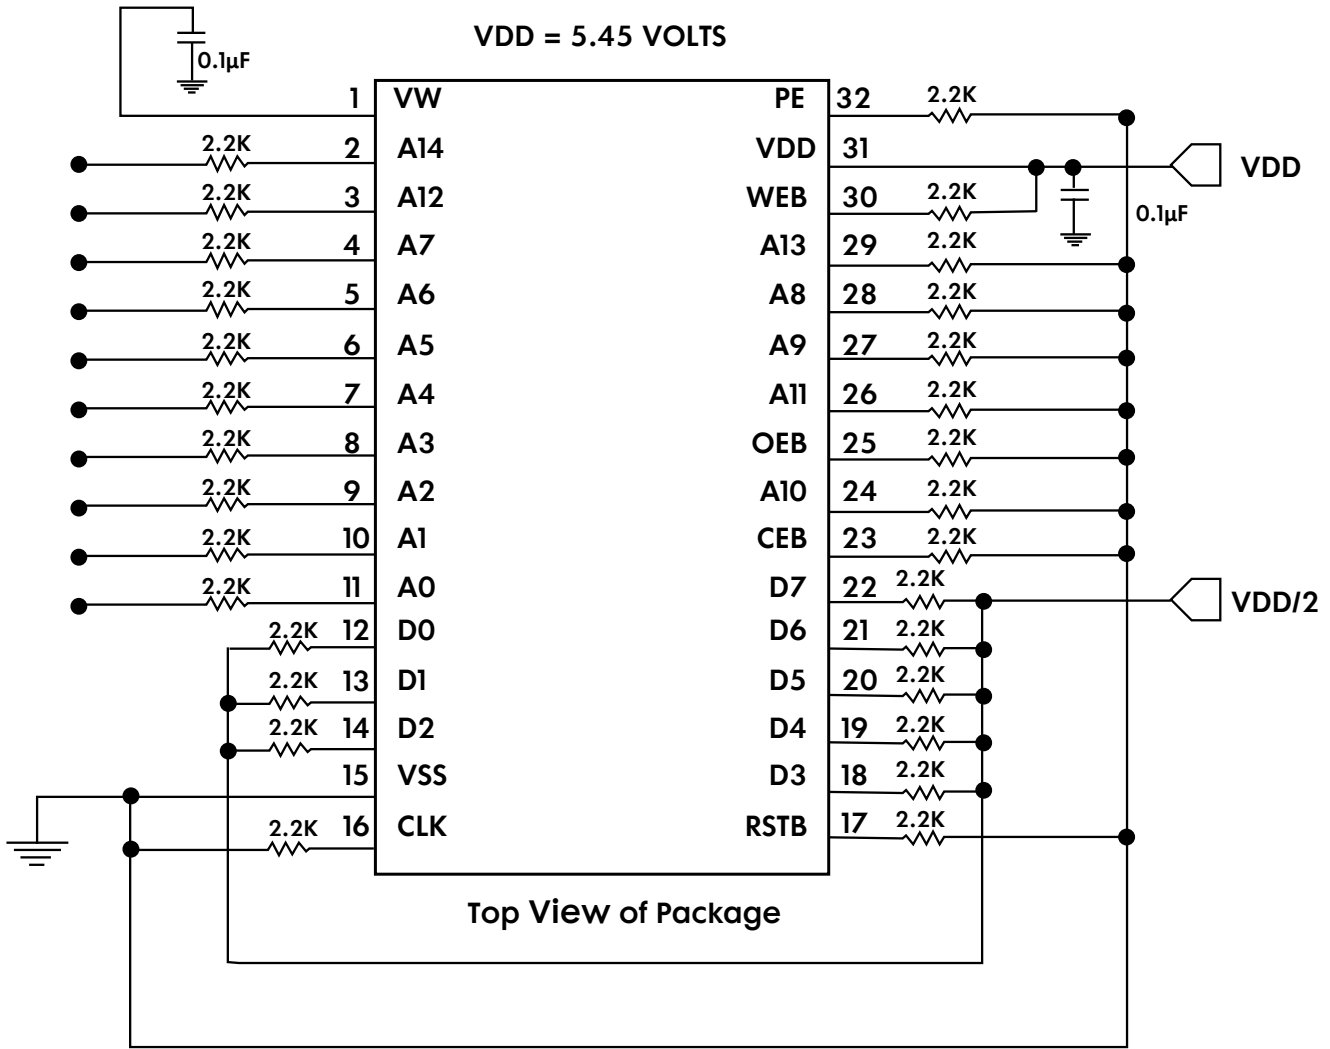 VDD = 5.45 VOLTS
0.1µF
1 VW
PE 32 2.2K
2.2K 2 A14
VDD 31
VDD
2.2K 3 A12
WEB 30 2.2K
0.1µF
2.2K 4 A7
A13 29 2.2K
2.2K 5 A6
A8 28 2.2K
2.2K 6 A5
A9 27 2.2K
2.2K 7 A4
A11 26 2.2K
2.2K 8 A3
OEB 25 2.2K
2.2K 9 A2
A10 24 2.2K
2.2K 10 A1
CEB 23 2.2K
2.2K 11 A0
D7 22 2.2K
VDD/2
2.2K 12 D0
D6 21 2.2K
2.2K 13 D1
D5 20 2.2K
2.2K 14 D2
D4 19 2.2K
15 VSS
D3 18 2.2K
2.2K 16 CLK
RSTB 17 2.2K
Top View of Package